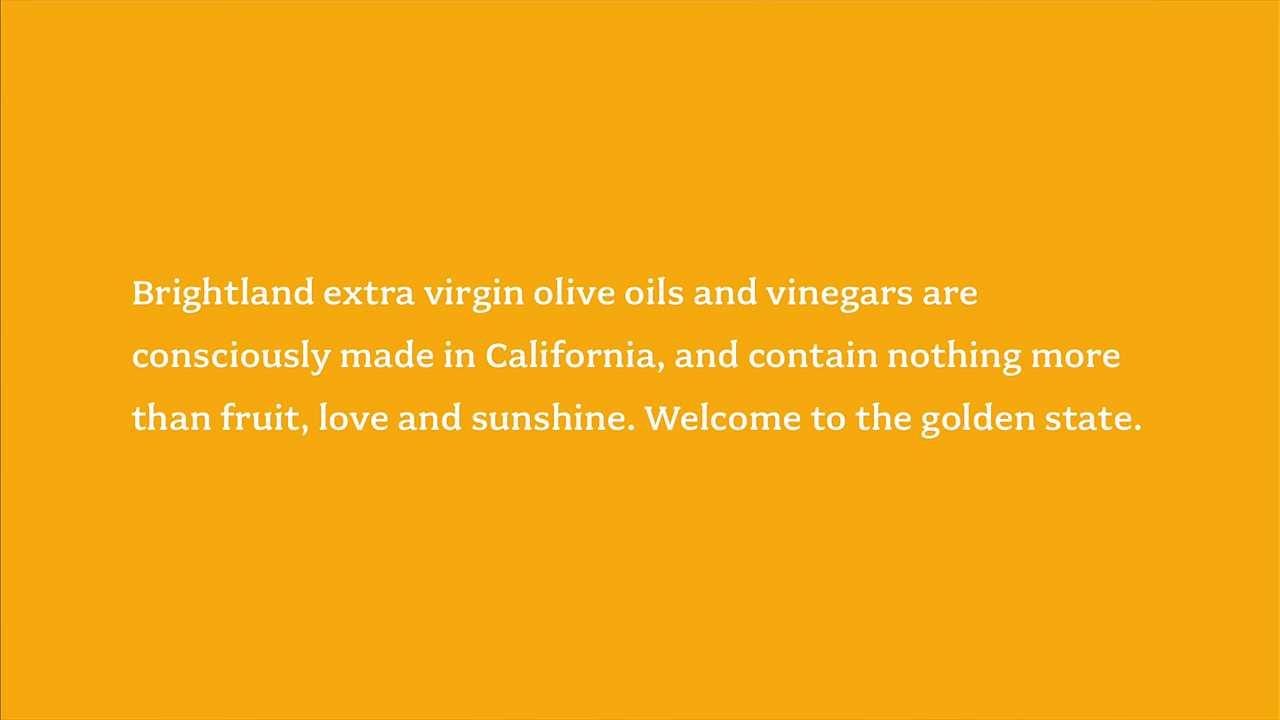 Brightland extra virgin olive oils and vinegars are
consciously made in California, and contain nothing more
than fruit, love and sunshine. Welcome to the golden state.